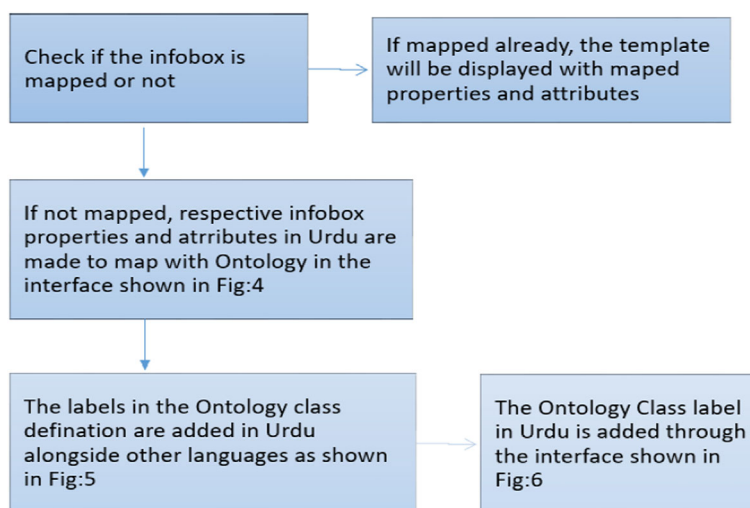 Check if the infobox is
mapped or not
If mapped already, the template
will be displayed with maped
properties and attributes
If not mapped, respective infobox
properties and atrributes in Urdu are
made to map with Ontology in the
interface shown in Fig:4
The labels in the Ontology class
defination are added in Urdu
alongside other languages as shown
in Fig:5
The Ontology Class label
in Urdu is added through
the interface shown in
Fig:6